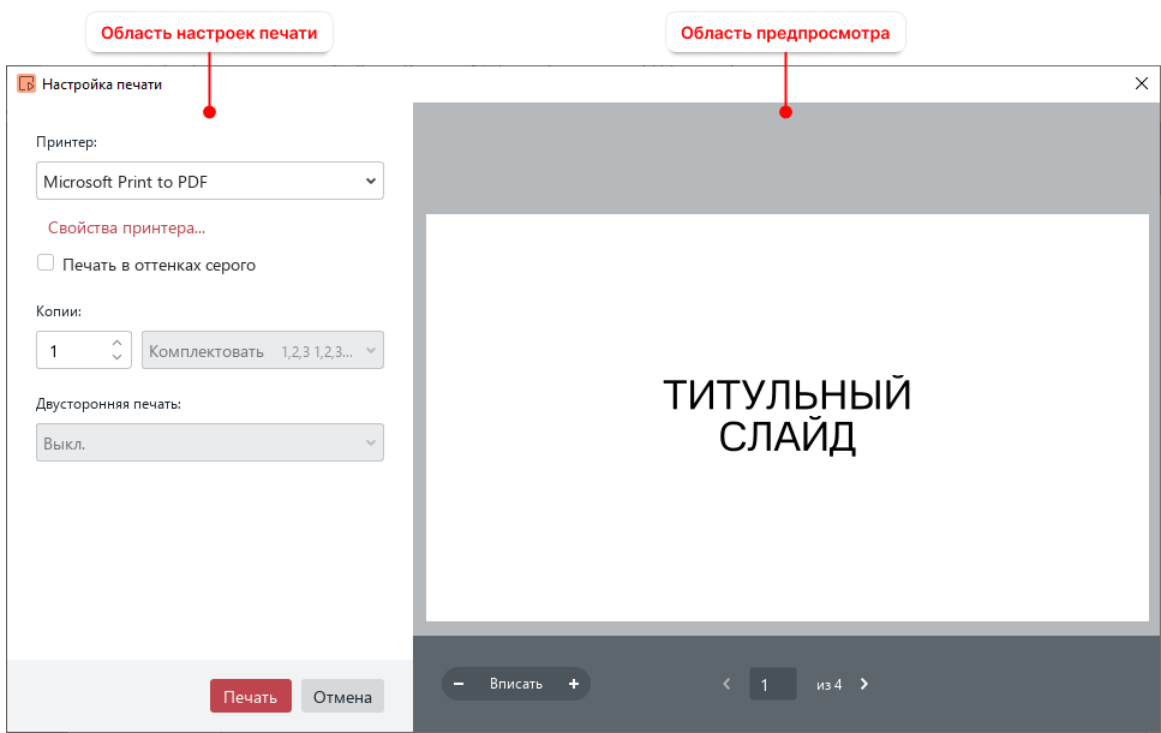 Область настроек печати
Область предпросмотра
Настройка печати
Принтер:
Microsoft Print to PDF
Свойства принтера...
Печать в оттенках серого
Копии:
1
Комплектовать 1,2,3 1,2,3...
Двусторонняя печать:
Выкл.
Печать
Отмена
ТИТУЛЬНЫЙ
СЛАЙД
− Вписать +
1 из 4